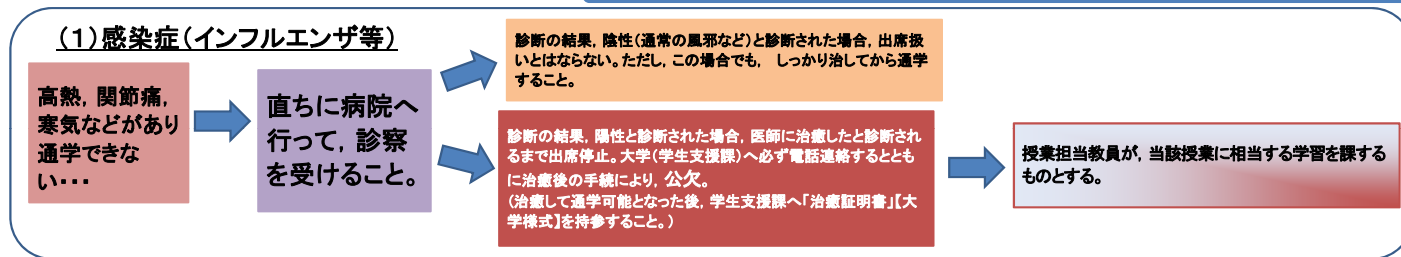 (1)感染症(インフルエンザ等)
高熱，関節痛，
寒気などがあり
通学できな
い・・・
直ちに病院へ
行って，診察
を受けること。
診断の結果，陰性(通常の風邪など)と診断された場合，出席扱
いとはならない。ただし，この場合でも，　しっかり治してから通学
すること。
診断の結果，陽性と診断された場合，医師に治癒したと診断され
るまで出席停止。大学(学生支援課)へ必ず電話連絡するととも
に治癒後の手続により，公欠。
(治癒して通学可能となった後，学生支援課へ「治癒証明書」【大
学様式】を持参すること。)
授業担当教員が，当該授業に相当する学習を課する
ものとする。